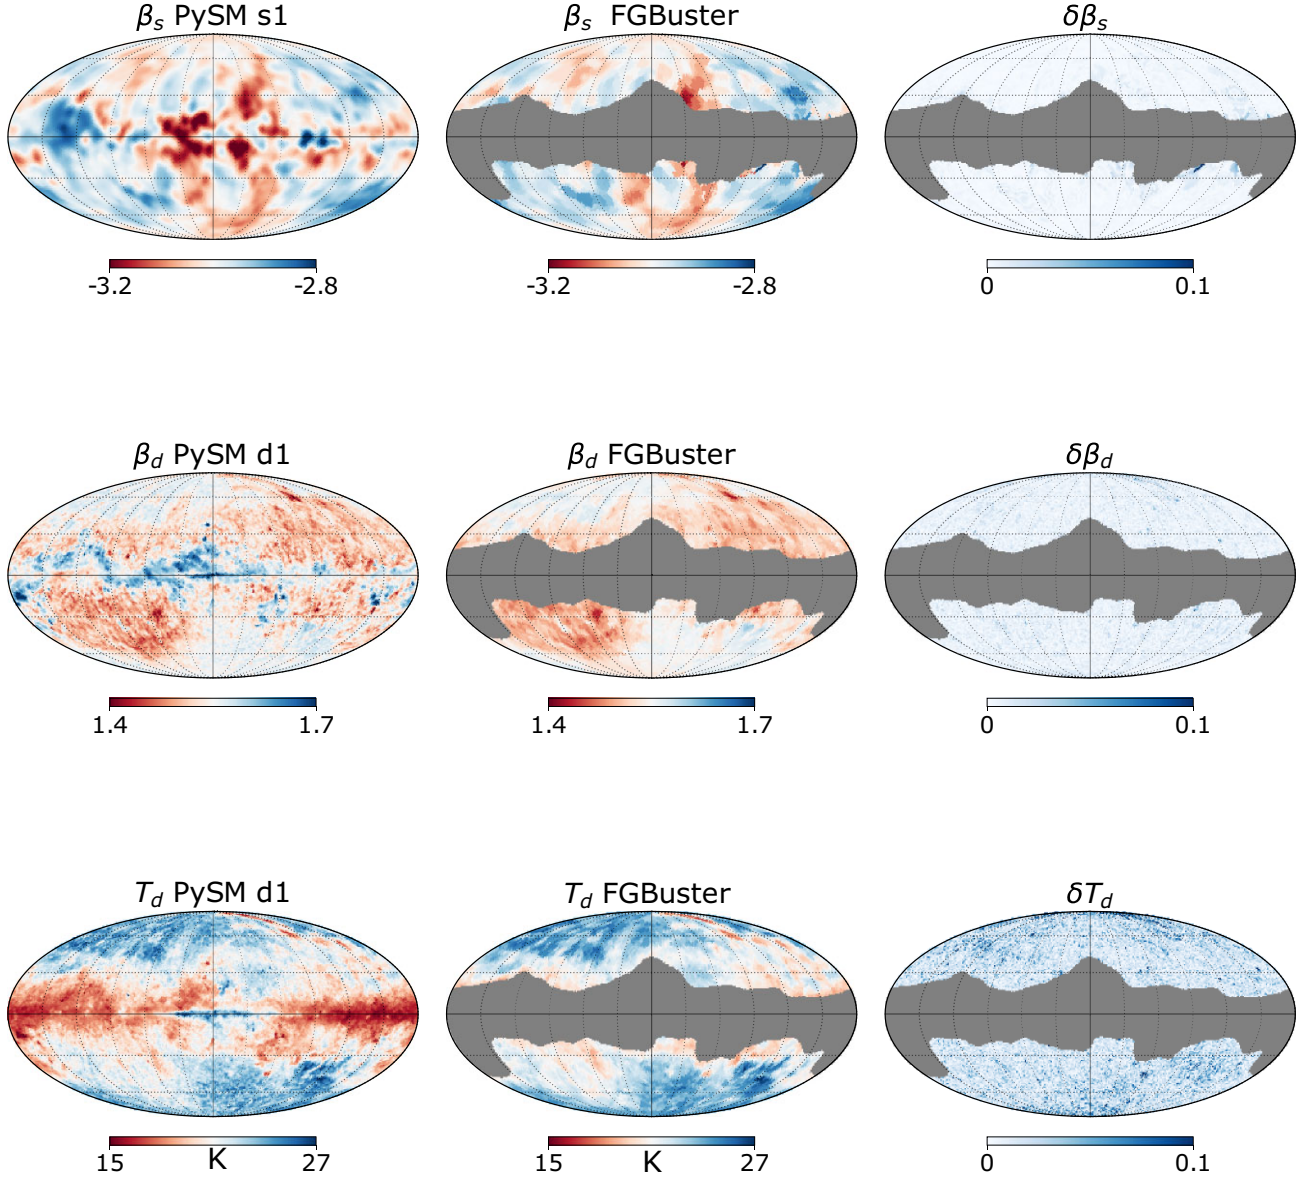 βs PySM s1
βs FGBuster
δβs
-3.2 -2.8
-3.2 -2.8
0 0.1
βd PySM d1
βd FGBuster
δβd
1.4 1.7
1.4 1.7
0 0.1
Td PySM d1
Td FGBuster
δTd
15 K 27
15 K 27
0 0.1